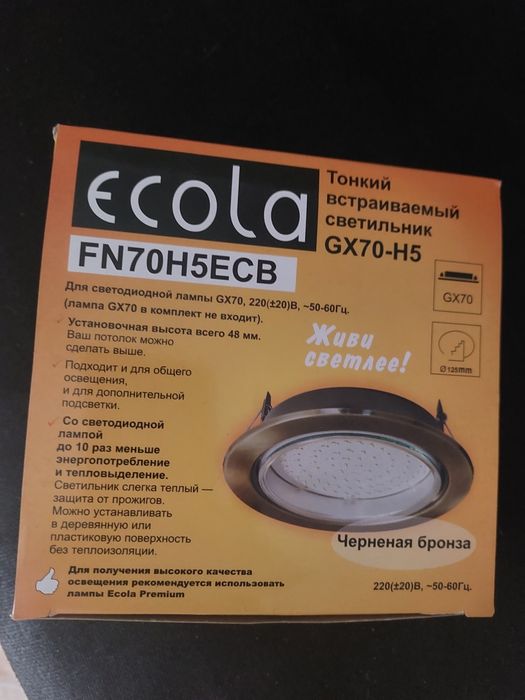 ecola
Тонкий
встраиваемый
светильник
GX70-H5
FN70H5ECB
GX70
Ø125mm
Для светодиодной лампы GX70, 220(±20)В, ~50-60Гц.
(лампа GX70 в комплект не входит).
Установочная высота всего 48 мм.
Ваш потолок можно
сделать выше.
Подходит и для общего
освещения,
и для дополнительной
подсветки.
Со светодиодной
лампой
до 10 раз меньше
энергопотребление
и тепловыделение.
Светильник слегка теплый —
защита от прожигов.
Можно устанавливать
в деревянную или
пластиковую поверхность
без теплоизоляции.
Живи
светлее!
Черненая бронза
Для получения высокого качества
освещения рекомендуется использовать
лампы Ecola Premium
220(±20)В, ~50-60Гц.